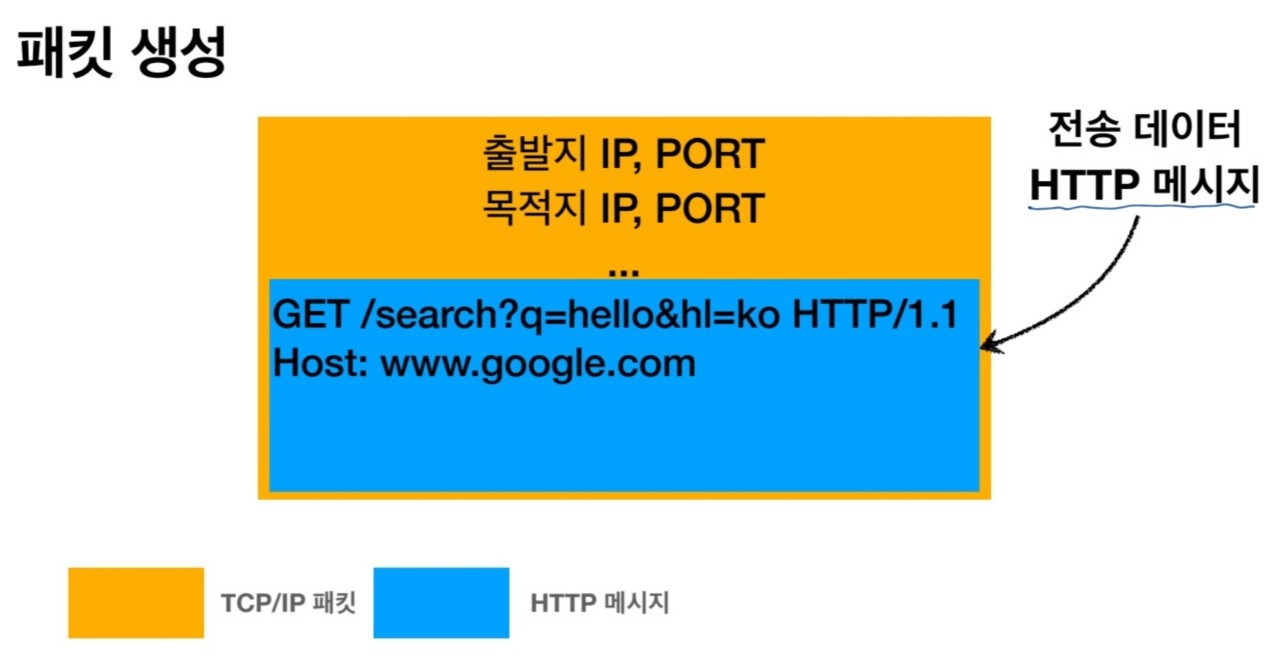 패킷 생성
출발지 IP, PORT
목적지 IP, PORT
...
GET /search?q=hello&hl=ko HTTP/1.1
Host: www.google.com
전송 데이터
HTTP 메시지
TCP/IP 패킷
HTTP 메시지